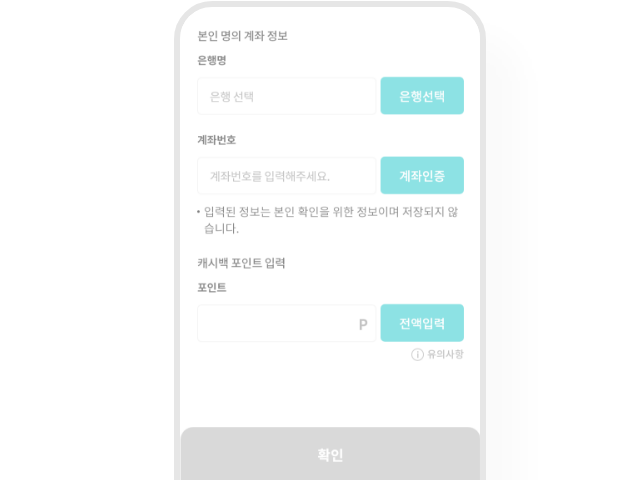 본인 명의 계좌 정보
은행명
은행 선택
은행선택
계좌번호
계좌번호를 입력해주세요.
계좌인증
• 입력된 정보는 본인 확인을 위한 정보이며 저장되지 않
습니다.
캐시백 포인트 입력
포인트
P
전액입력
유의사항
확인